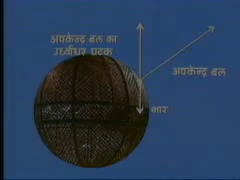 अपकेन्द्र बल का
उर्ध्वाधर घटक
अपकेन्द्र बल
भार